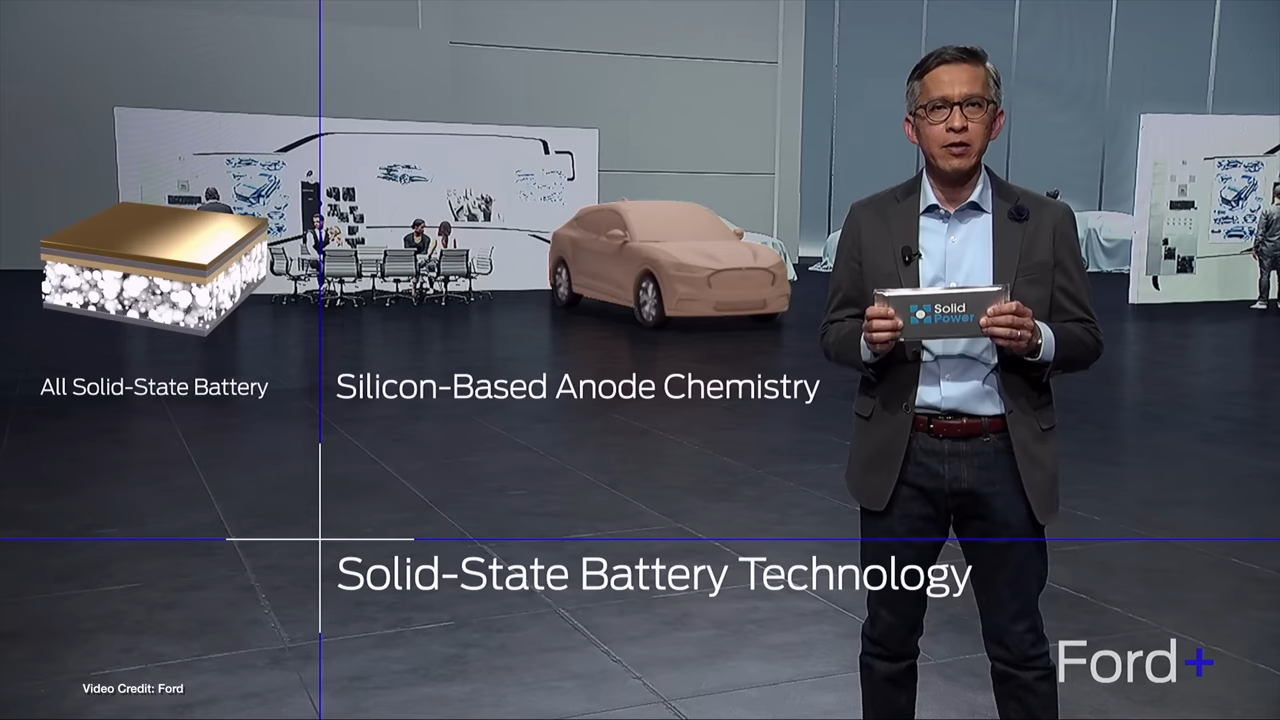 Solid
Power
All Solid-State Battery
Silicon-Based Anode Chemistry
Solid-State Battery Technology
Ford+
Video Credit: Ford